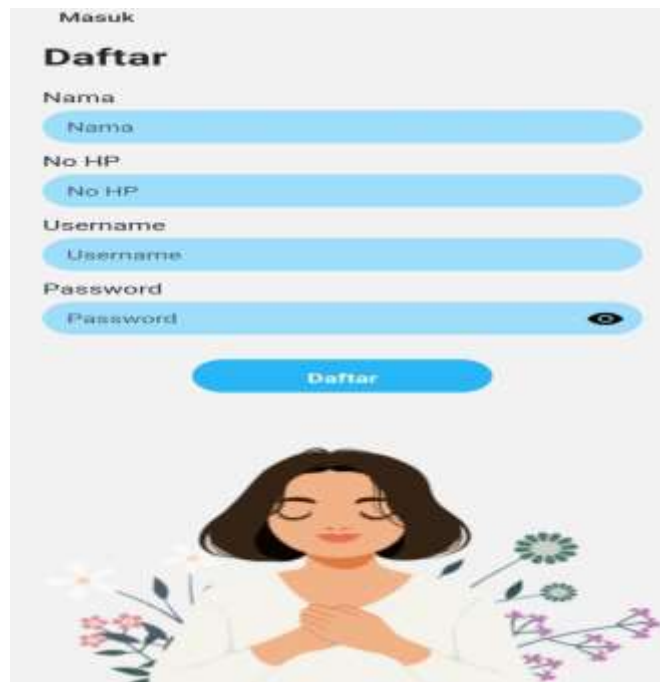 Masuk
Daftar
Nama
Nama
No HP
No HP
Username
Username
Password
Password
Daftar